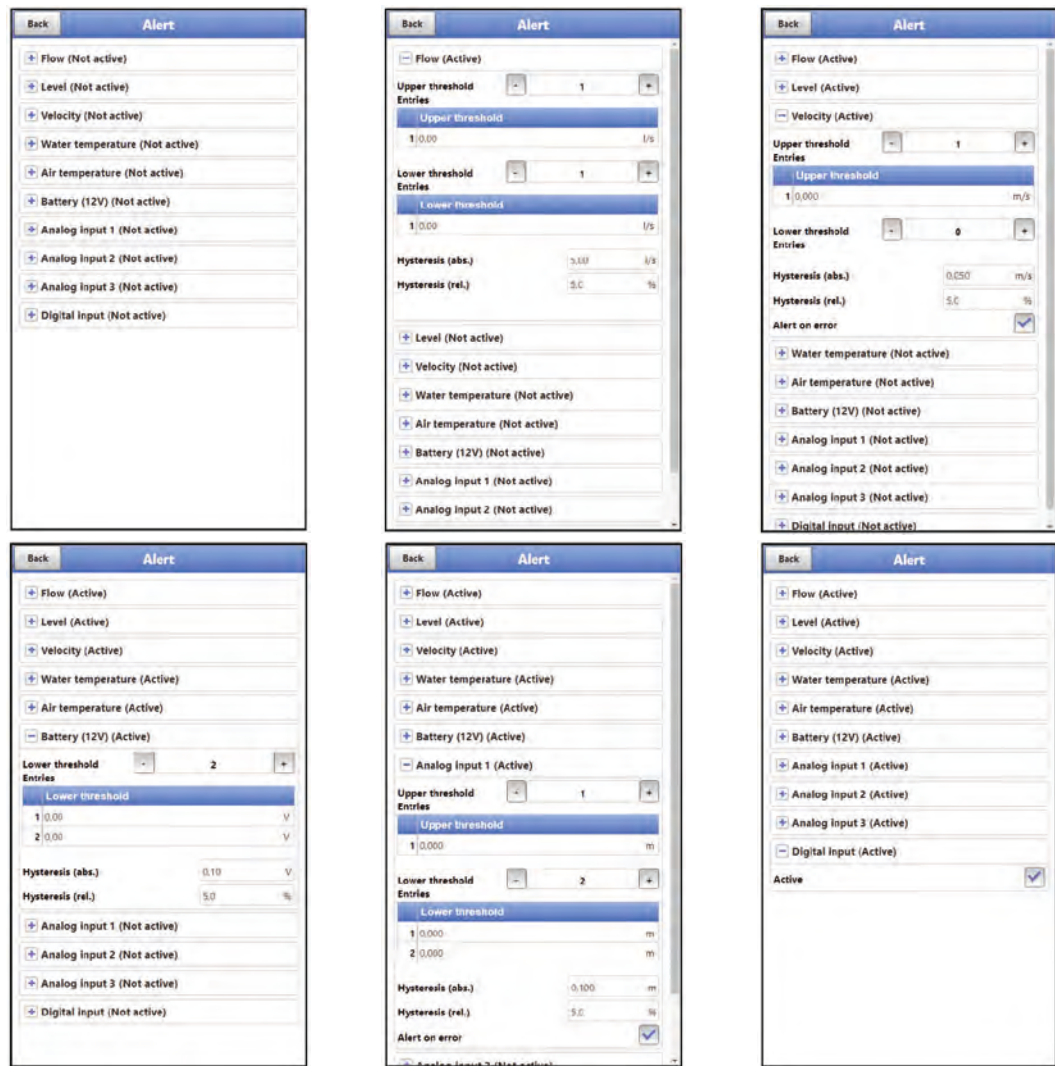 Back Alert
Flow (Not active)
Level (Not active)
Velocity (Not active)
Water temperature (Not active)
Air temperature (Not active)
Battery (12V) (Not active)
Analog input 1 (Not active)
Analog input 2 (Not active)
Analog input 3 (Not active)
Digital input (Not active)
Back Alert
Flow (Active)
Upper threshold - 1 +
Entries
Upper threshold
1 0.00 l/s
Lower threshold - 1 +
Entries
Lower threshold
1 0.00 l/s
Hysteresis (abs.) 5.00 l/s
Hysteresis (rel.) 5.0 %
Level (Not active)
Velocity (Not active)
Water temperature (Not active)
Air temperature (Not active)
Battery (12V) (Not active)
Analog input 1 (Not active)
Analog input 2 (Not active)
Back Alert
Flow (Active)
Level (Active)
Velocity (Active)
Upper threshold - 1 +
Entries
Upper threshold
1 0.000 m/s
Lower threshold - 0 +
Entries
Hysteresis (abs.) 0.050 m/s
Hysteresis (rel.) 5.0 %
Alert on error
Water temperature (Not active)
Air temperature (Not active)
Battery (12V) (Not active)
Analog input 1 (Not active)
Analog input 2 (Not active)
Analog input 3 (Not active)
Digital input (Not active)
Back Alert
Flow (Active)
Level (Active)
Velocity (Active)
Water temperature (Active)
Air temperature (Active)
Battery (12V) (Active)
Lower threshold - 2 +
Entries
Lower threshold
1 0.00 V
2 0.00 V
Hysteresis (abs.) 0.10 V
Hysteresis (rel.) 5.0 %
Analog input 1 (Not active)
Analog input 2 (Not active)
Analog input 3 (Not active)
Digital input (Not active)
Back Alert
Flow (Active)
Level (Active)
Velocity (Active)
Water temperature (Active)
Air temperature (Active)
Battery (12V) (Active)
Analog input 1 (Active)
Upper threshold - 1 +
Entries
Upper threshold
1 0.000 m
Lower threshold - 2 +
Entries
Lower threshold
1 0.000 m
2 0.000 m
Hysteresis (abs.) 0.100 m
Hysteresis (rel.) 5.0 %
Alert on error
Analog input 2 (Not active)
Back Alert
Flow (Active)
Level (Active)
Velocity (Active)
Water temperature (Active)
Air temperature (Active)
Battery (12V) (Active)
Analog input 1 (Active)
Analog input 2 (Active)
Analog input 3 (Active)
Digital input (Active)
Active